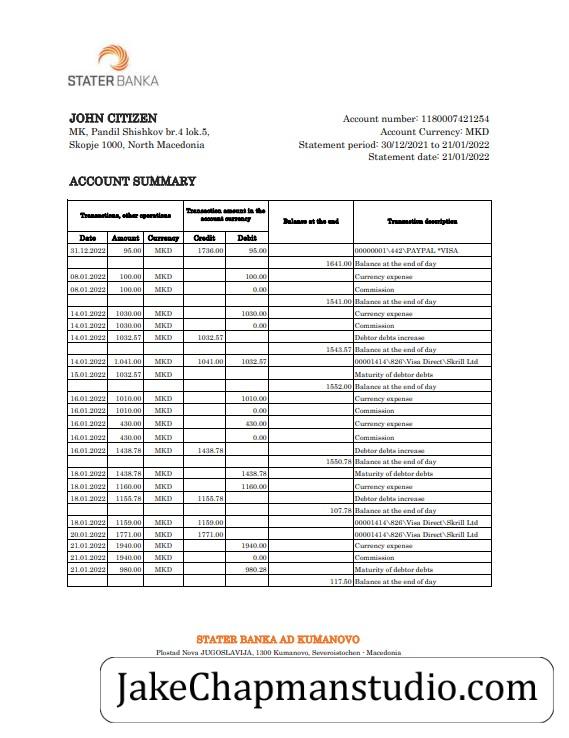 STATER BANKA
JOHN CITIZEN
MK, Pandil Shishkov br.4 lok.5,
Skopje 1000, North Macedonia
Account number: 1180007421254
Account Currency: MKD
Statement period: 30/12/2021 to 21/01/2022
Statement date: 21/01/2022
ACCOUNT SUMMARY
Transactions, other operations Transaction amount in the account currency Balance at the end Transaction description
Date Amount Currency Credit Debit
31.12.2022 95.00 MKD 1736.00 95.00 00000001\442\PAYPAL *VISA
1641.00 Balance at the end of day
08.01.2022 100.00 MKD 100.00 Currency expense
08.01.2022 100.00 MKD 0.00 Commission
1541.00 Balance at the end of day
14.01.2022 1030.00 MKD 1030.00 Currency expense
14.01.2022 1030.00 MKD 0.00 Commission
14.01.2022 1032.57 MKD 1032.57 Debtor debts increase
1543.57 Balance at the end of day
14.01.2022 1.041.00 MKD 1041.00 1032.57 00001414\826\Visa Direct\Skrill Ltd
15.01.2022 1032.57 MKD Maturity of debtor debts
1552.00 Balance at the end of day
16.01.2022 1010.00 MKD 1010.00 Currency expense
16.01.2022 1010.00 MKD 0.00 Commission
16.01.2022 430.00 MKD 430.00 Currency expense
16.01.2022 430.00 MKD 0.00 Commission
16.01.2022 1438.78 MKD 1438.78 Debtor debts increase
1550.78 Balance at the end of day
18.01.2022 1438.78 MKD 1438.78 Maturity of debtor debts
18.01.2022 1160.00 MKD 1160.00 Currency expense
18.01.2022 1155.78 MKD 1155.78 Debtor debts increase
107.78 Balance at the end of day
18.01.2022 1159.00 MKD 1159.00 00001414\826\Visa Direct\Skrill Ltd
20.01.2022 1771.00 MKD 1771.00 00001414\826\Visa Direct\Skrill Ltd
21.01.2022 1940.00 MKD 1940.00 Currency expense
21.01.2022 1940.00 MKD 0.00 Commission
21.01.2022 980.00 MKD 980.28 Maturity of debtor debts
117.50 Balance at the end of day
STATER BANKA AD KUMANOVO
Plostad Nova JUGOSLAVIJA, 1300 Kumanovo, Severoistochen - Macedonia
JakeChapmanstudio.com